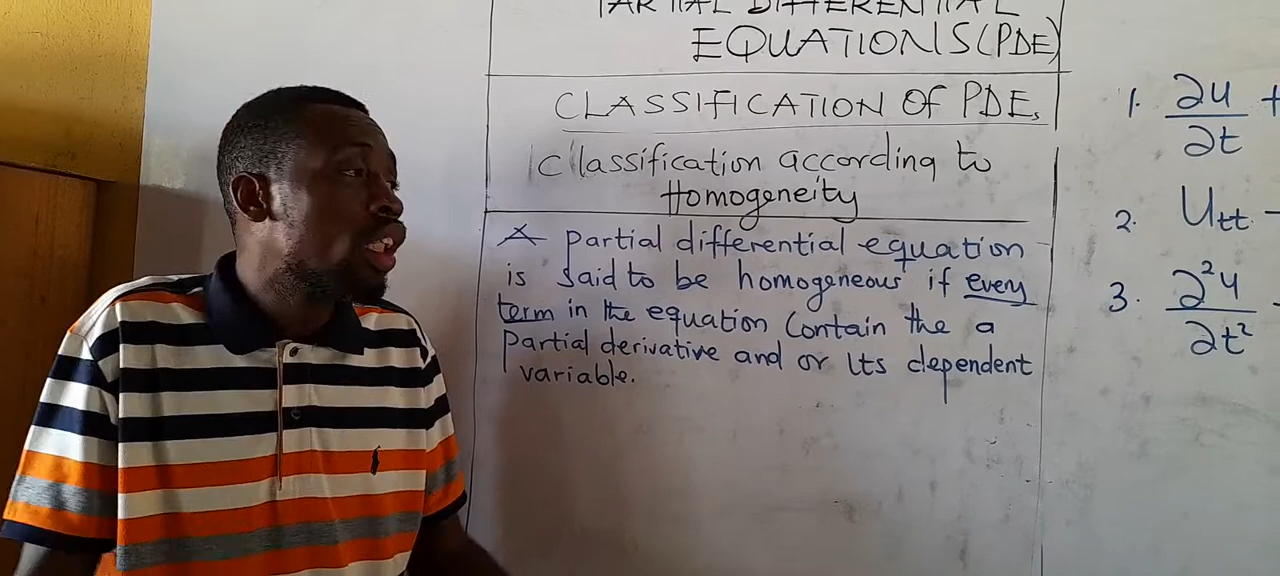 PARTIAL DIFFERENTIAL
EQUATIONS(PDE)
CLASSIFICATION OF PDEs
Classification according to
Homogeneity
A partial differential equation
is said to be homogeneous if every
term in the equation contain the a
partial derivative and or Its dependent
variable.
1. ∂u/∂t +
2. Utt -
3. ∂²u/∂t² -